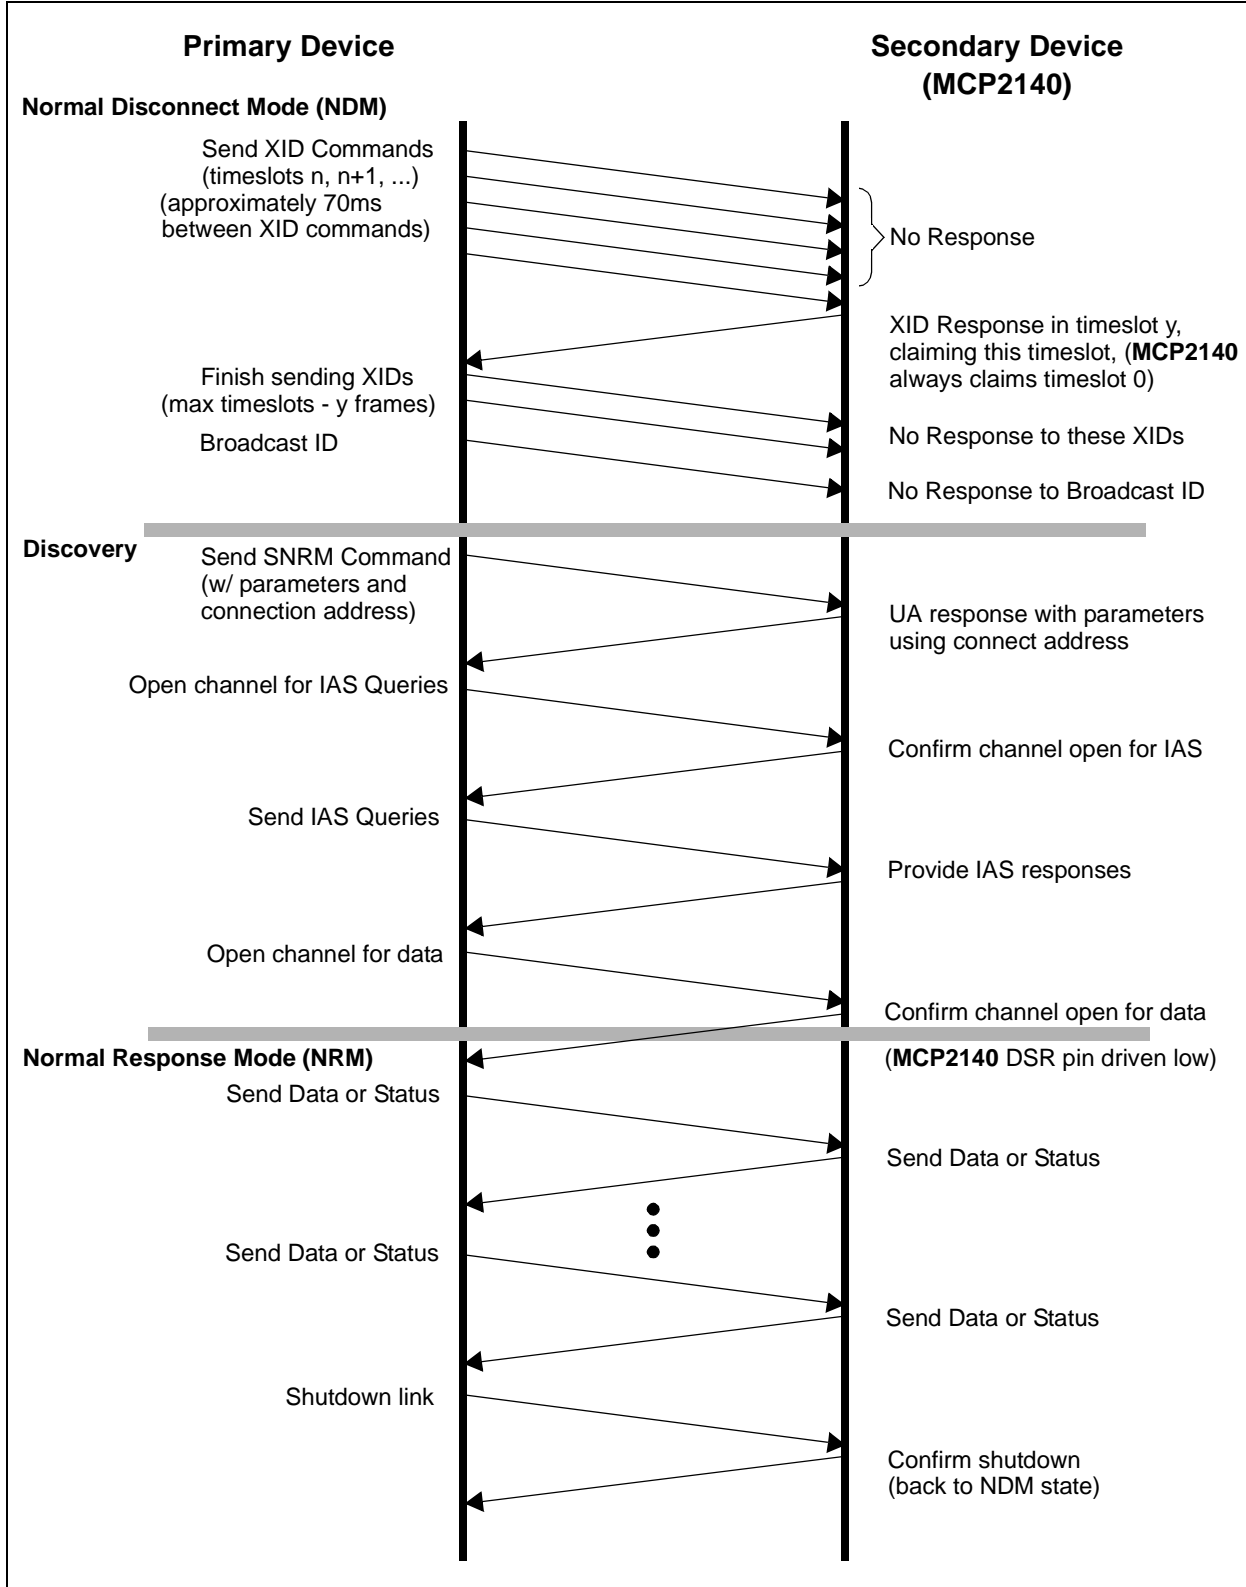 Primary Device
Secondary Device
(MCP2140)
Normal Disconnect Mode (NDM)
Send XID Commands
(timeslots n, n+1, ...)
(approximately 70ms
between XID commands)
No Response
XID Response in timeslot y,
claiming this timeslot, (MCP2140
always claims timeslot 0)
Finish sending XIDs
(max timeslots - y frames)
Broadcast ID
No Response to these XIDs
No Response to Broadcast ID
Discovery
Send SNRM Command
(w/ parameters and
connection address)
UA response with parameters
using connect address
Open channel for IAS Queries
Confirm channel open for IAS
Send IAS Queries
Provide IAS responses
Open channel for data
Confirm channel open for data
Normal Response Mode (NRM)
(MCP2140 DSR pin driven low)
Send Data or Status
Send Data or Status
Send Data or Status
Send Data or Status
Shutdown link
Confirm shutdown
(back to NDM state)